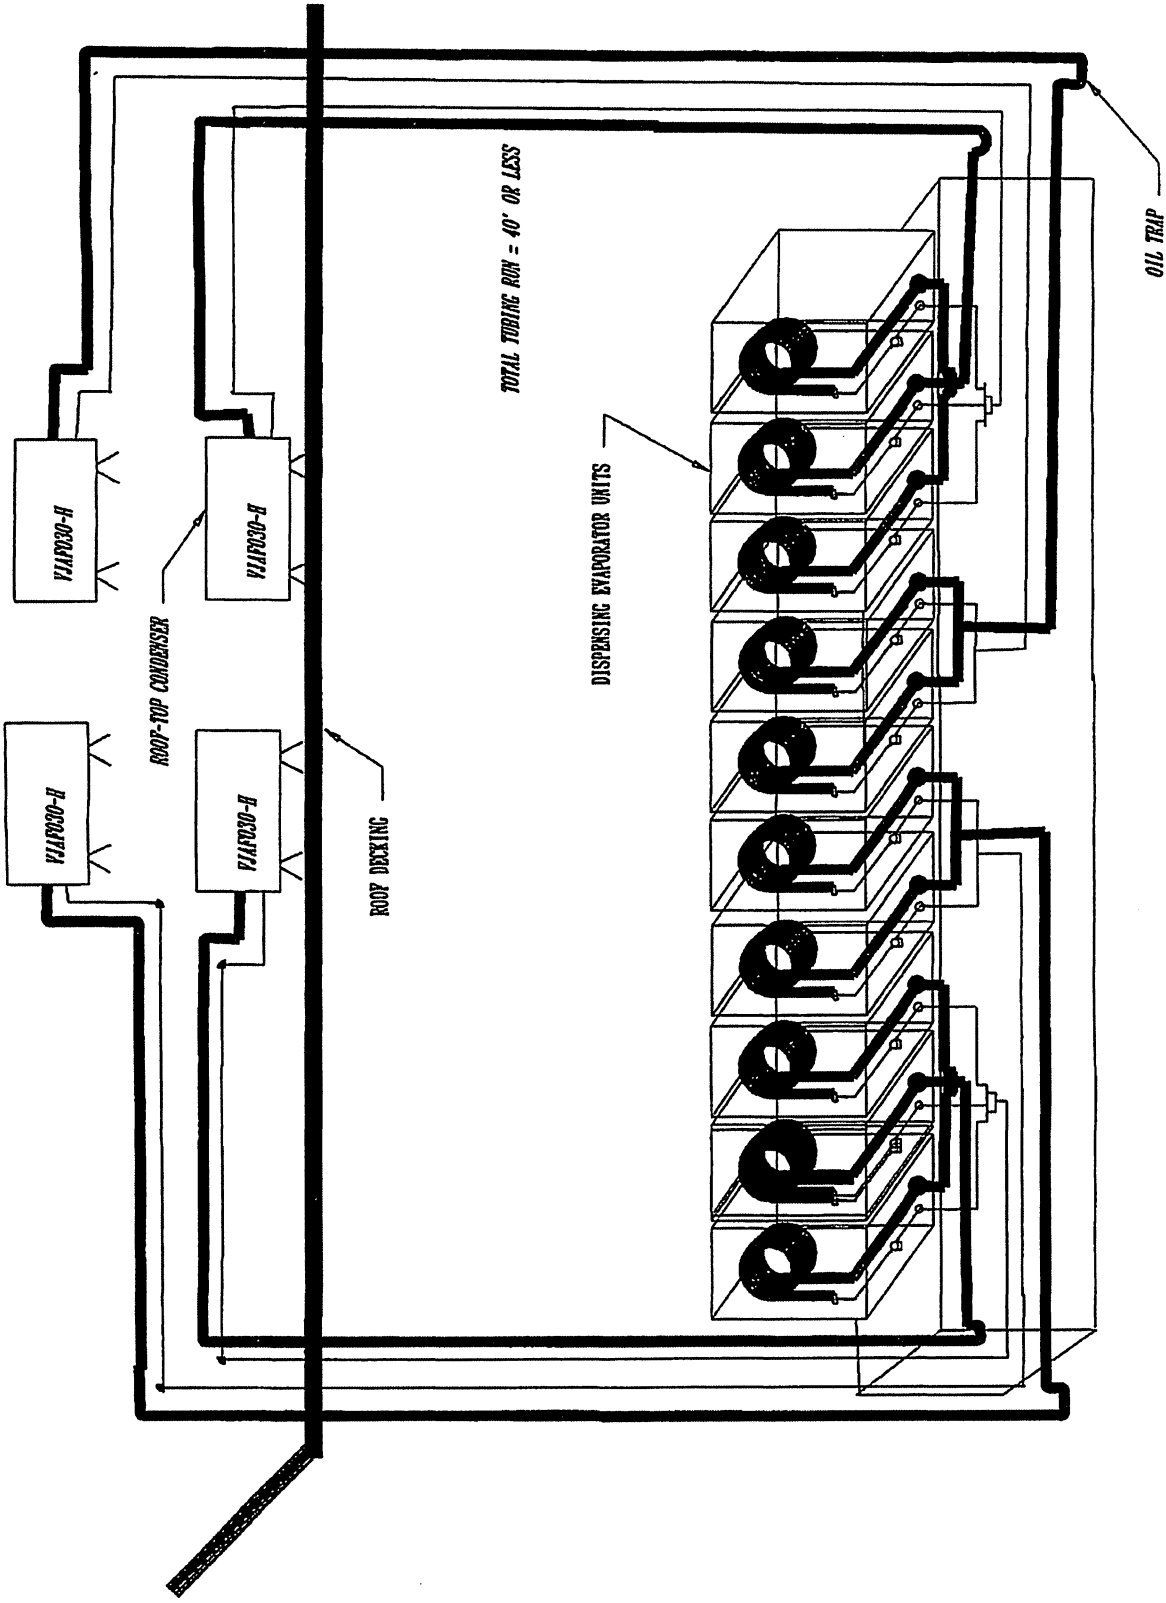 VJAF030-H
VJAF030-H
VJAF030-H
VJAF030-H
ROOF-TOP CONDENSER
ROOF DECKING
TOTAL TUBING RUN = 40' OR LESS
DISPENSING EVAPORATOR UNITS
OIL TRAP